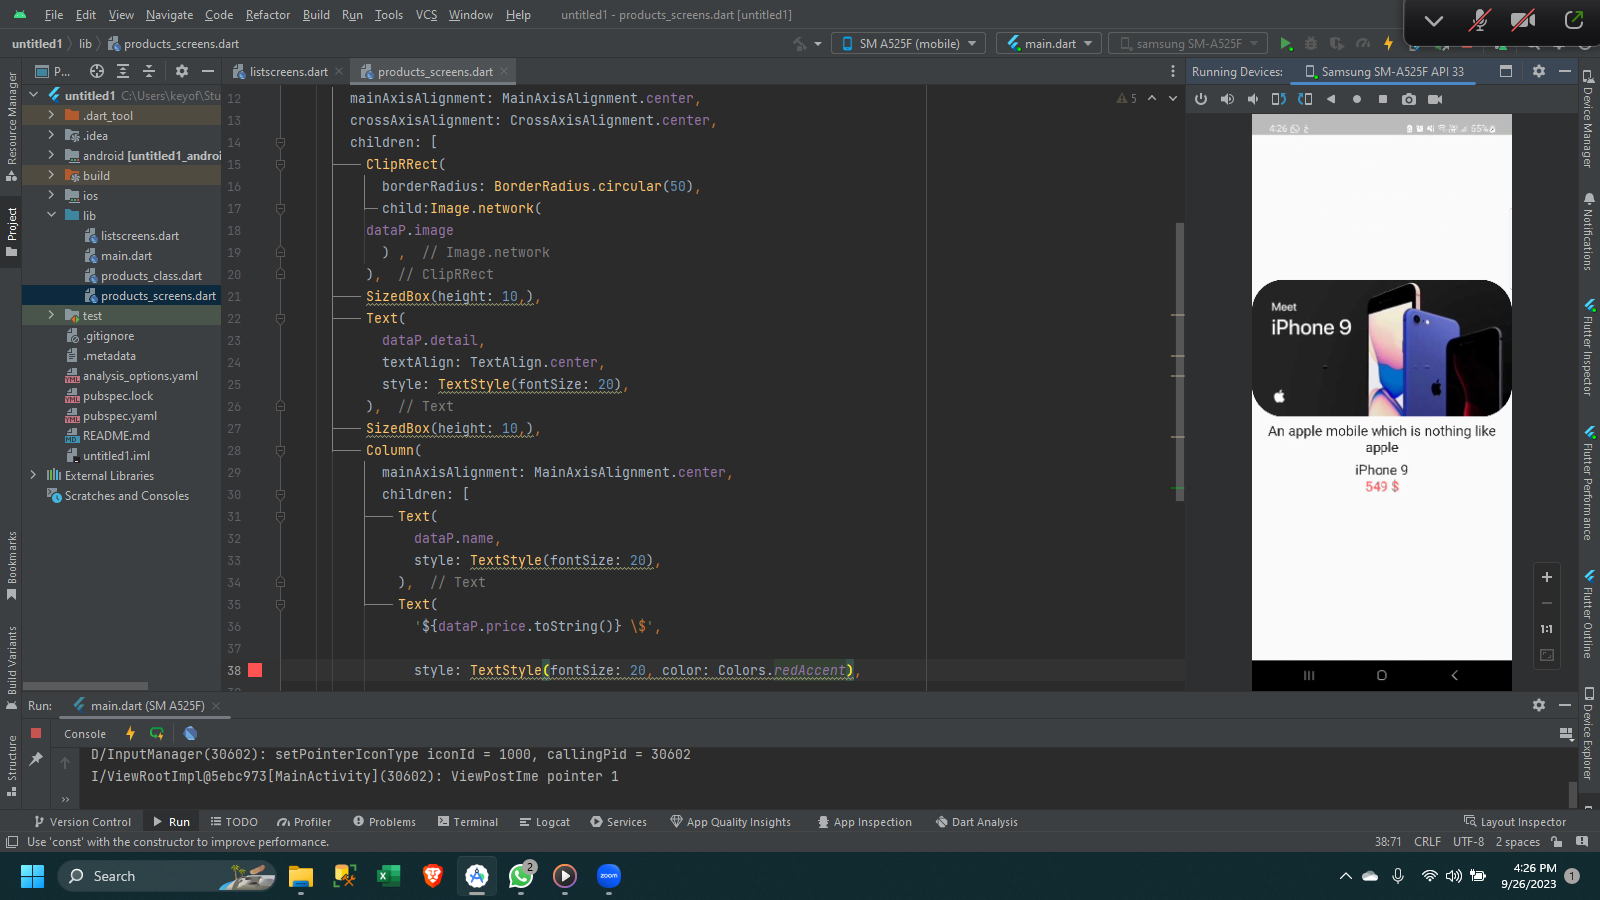 File Edit View Navigate Code Refactor Build Run Tools VCS Window Help untitled1 - products_screens.dart [untitled1]
untitled1 lib products_screens.dart SM A525F (mobile) main.dart samsung SM-A525F
P... listscreens.dart products_screens.dart Running Devices: Samsung SM-A525F API 33
Resource Manager
Project
Bookmarks
Build Variants
Structure
untitled1 C:\Users\keyof\Stu
.dart_tool
.idea
android [untitled1_androi
build
ios
lib
listscreens.dart
main.dart
products_class.dart
products_screens.dart
test
.gitignore
.metadata
analysis_options.yaml
pubspec.lock
pubspec.yaml
README.md
untitled1.iml
External Libraries
Scratches and Consoles
5
12 mainAxisAlignment: MainAxisAlignment.center,
13 crossAxisAlignment: CrossAxisAlignment.center,
14 children: [
15 ClipRRect(
16 borderRadius: BorderRadius.circular(50),
17 child:Image.network(
18 dataP.image
19 ) , // Image.network
20 ), // ClipRRect
21 SizedBox(height: 10,),
22 Text(
23 dataP.detail,
24 textAlign: TextAlign.center,
25 style: TextStyle(fontSize: 20),
26 ), // Text
27 SizedBox(height: 10,),
28 Column(
29 mainAxisAlignment: MainAxisAlignment.center,
30 children: [
31 Text(
32 dataP.name,
33 style: TextStyle(fontSize: 20),
34 ), // Text
35 Text(
36 '${dataP.price.toString()} \$',
37
38 style: TextStyle(fontSize: 20, color: Colors.redAccent),
4:26 55%
Meet
iPhone 9
An apple mobile which is nothing like
apple
iPhone 9
549 $
1:1
Device Manager
Notifications
Flutter Inspector
Flutter Performance
Flutter Outline
Device Explorer
Run: main.dart (SM A525F)
Console
D/InputManager(30602): setPointerIconType iconId = 1000, callingPid = 30602
I/ViewRootImpl@5ebc973[MainActivity](30602): ViewPostIme pointer 1
Version Control Run TODO Profiler Problems Terminal Logcat Services App Quality Insights App Inspection Dart Analysis Layout Inspector
Use 'const' with the constructor to improve performance. 38:71 CRLF UTF-8 2 spaces
Search 2 zoom 4:26 PM
9/26/2023 1